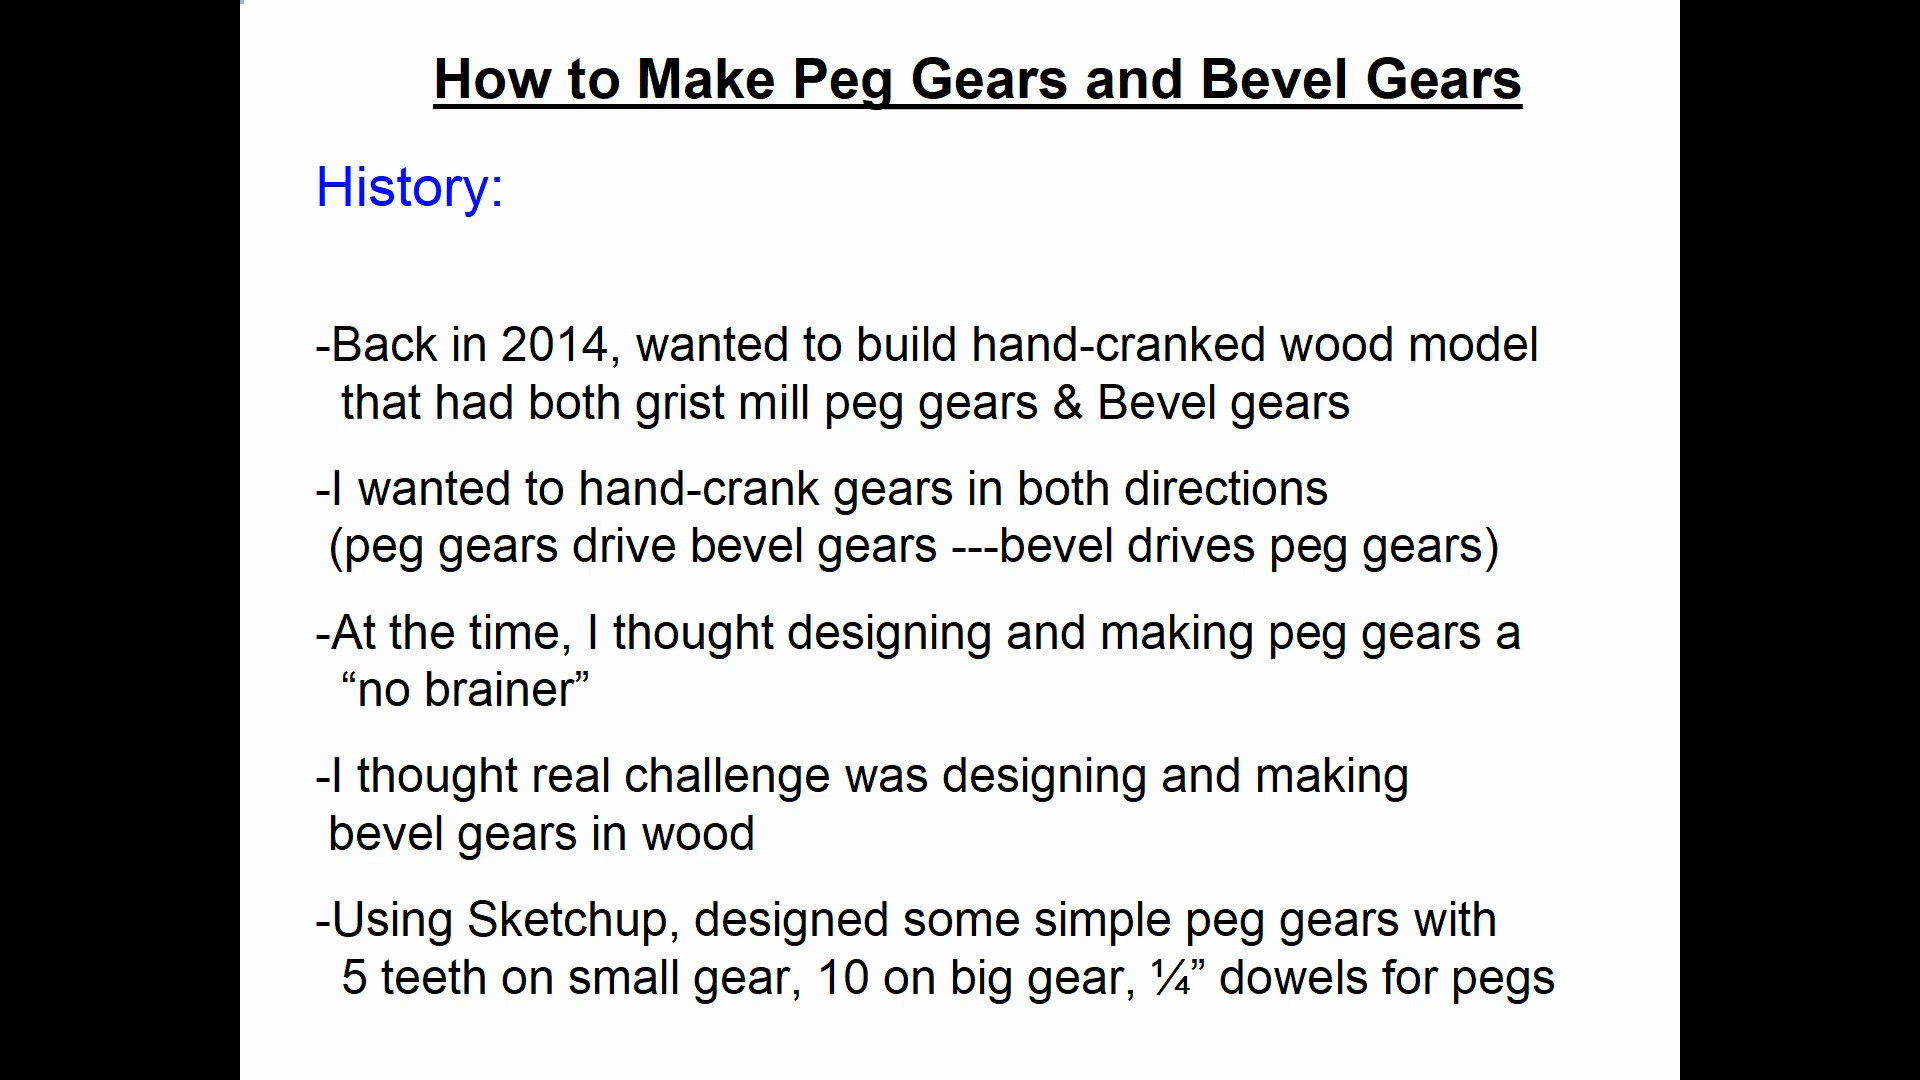 How to Make Peg Gears and Bevel Gears
History:
-Back in 2014, wanted to build hand-cranked wood model
that had both grist mill peg gears & Bevel gears
-I wanted to hand-crank gears in both directions
(peg gears drive bevel gears ---bevel drives peg gears)
-At the time, I thought designing and making peg gears a
“no brainer”
-I thought real challenge was designing and making
bevel gears in wood
-Using Sketchup, designed some simple peg gears with
5 teeth on small gear, 10 on big gear, ¼” dowels for pegs